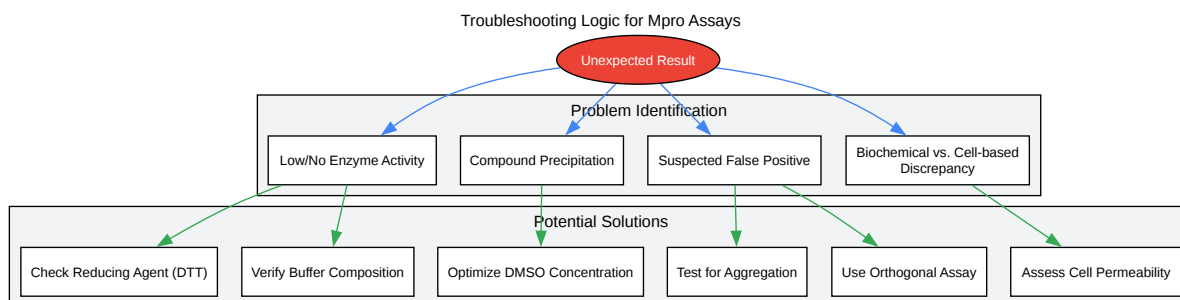 Troubleshooting Logic for Mpro Assays
Unexpected Result
Problem Identification
Low/No Enzyme Activity
Compound Precipitation
Suspected False Positive
Biochemical vs. Cell-based
Discrepancy
Potential Solutions
Check Reducing Agent (DTT)
Verify Buffer Composition
Optimize DMSO Concentration
Test for Aggregation
Use Orthogonal Assay
Assess Cell Permeability